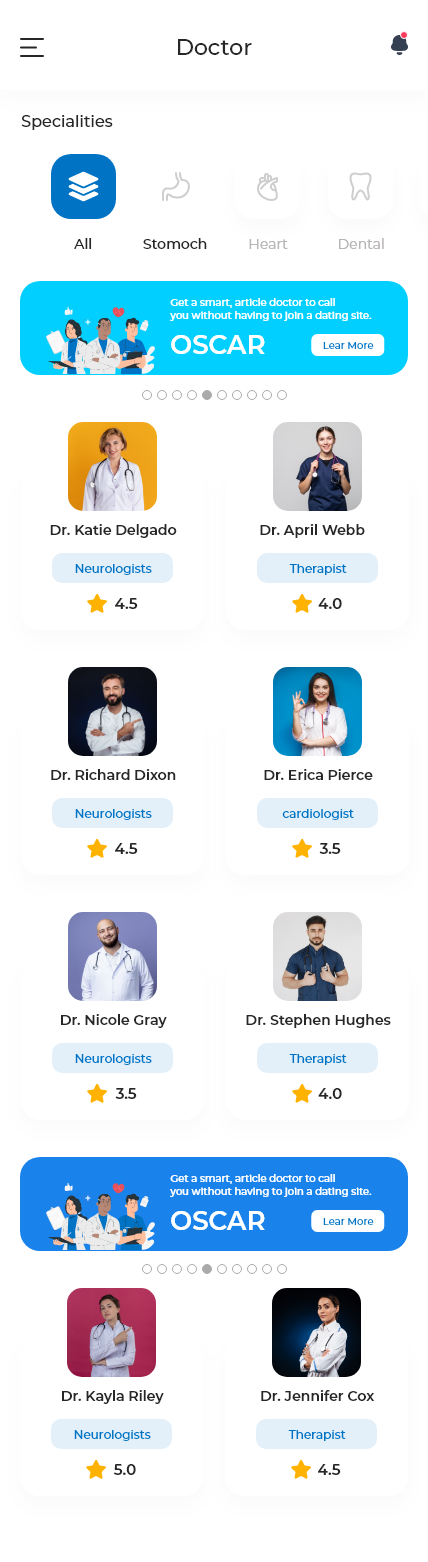 Doctor
Specialities
All
Stomoch
Heart
Dental
Get a smart, article doctor to call
you without having to join a dating site.
OSCAR
Lear More
Dr. Katie Delgado
Dr. April Webb
Neurologists
Therapist
4.5
4.0
Dr. Richard Dixon
Dr. Erica Pierce
Neurologists
cardiologist
4.5
3.5
Dr. Nicole Gray
Dr. Stephen Hughes
Neurologists
Therapist
3.5
4.0
Get a smart, article doctor to call
you without having to join a dating site.
OSCAR
Lear More
Dr. Kayla Riley
Dr. Jennifer Cox
Neurologists
Therapist
5.0
4.5